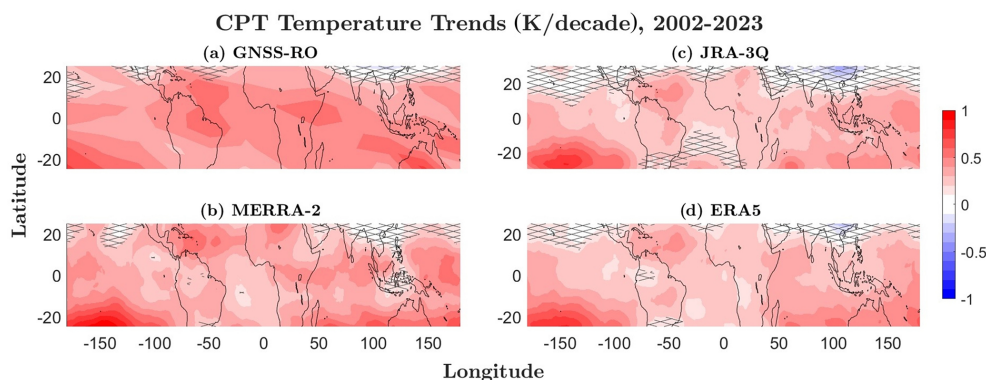 CPT Temperature Trends (K/decade), 2002-2023
(a) GNSS-RO
20
0
-20
(c) JRA-3Q
20
0
-20
(b) MERRA-2
20
0
-20
-150 -100 -50 0 50 100 150
(d) ERA5
20
0
-20
-150 -100 -50 0 50 100 150
1
0.5
0
-0.5
-1
Latitude
Longitude